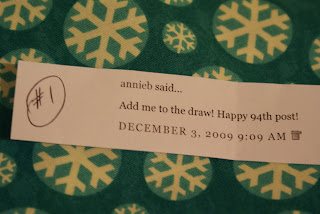 #1
annieb said...
Add me to the draw! Happy 94th post!
DECEMBER 3, 2009 9:09 AM